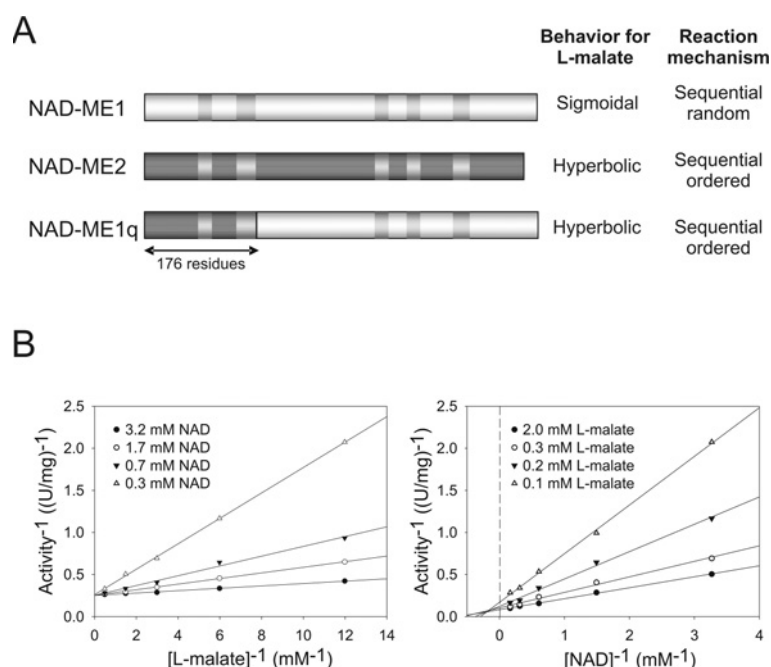 A
Behavior for
L-malate
Reaction
mechanism
NAD-ME1
Sigmoidal
Sequential
random
NAD-ME2
Hyperbolic
Sequential
ordered
NAD-ME1q
Hyperbolic
Sequential
ordered
176 residues
B
Activity⁻¹ ((U/mg)⁻¹)
2.5
2.0
1.5
1.0
0.5
0.0
3.2 mM NAD
1.7 mM NAD
0.7 mM NAD
0.3 mM NAD
0 2 4 6 8 10 12 14
[L-malate]⁻¹ (mM⁻¹)
Activity⁻¹ ((U/mg)⁻¹)
2.5
2.0
1.5
1.0
0.5
0.0
2.0 mM L-malate
0.3 mM L-malate
0.2 mM L-malate
0.1 mM L-malate
0 1 2 3 4
[NAD]⁻¹ (mM⁻¹)